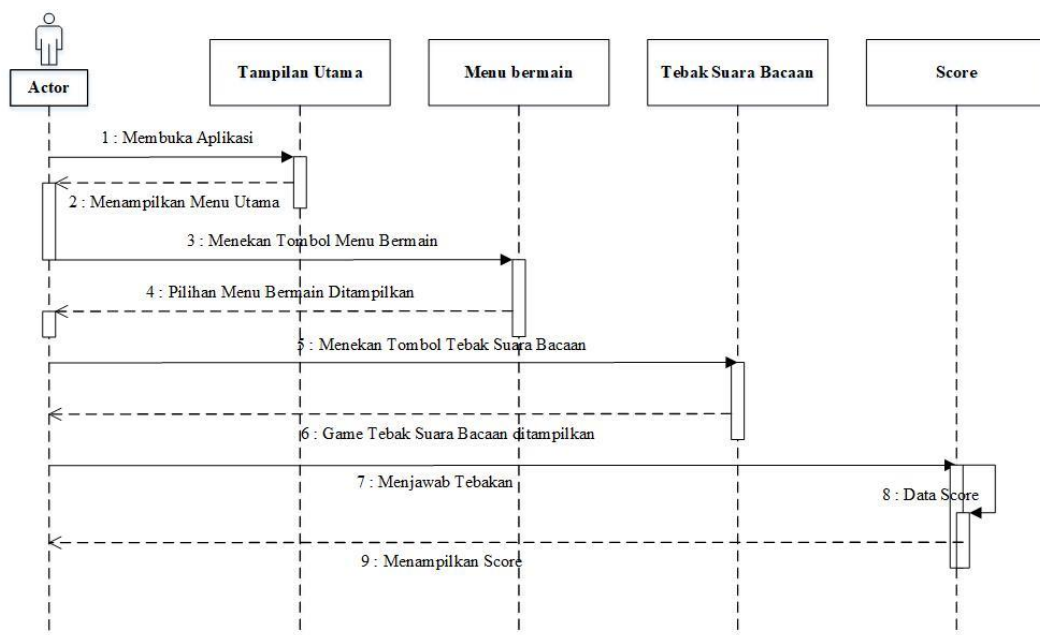 Actor
Tampilan Utama
Menu bermain
Tebak Suara Bacaan
Score
1 : Membuka Aplikasi
2 : Menampilkan Menu Utama
3 : Menekan Tombol Menu Bermain
4 : Pilihan Menu Bermain Ditampilkan
5 : Menekan Tombol Tebak Suara Bacaan
6 : Game Tebak Suara Bacaan ditampilkan
7 : Menjawab Tebakan
8 : Data Score
9 : Menampilkan Score